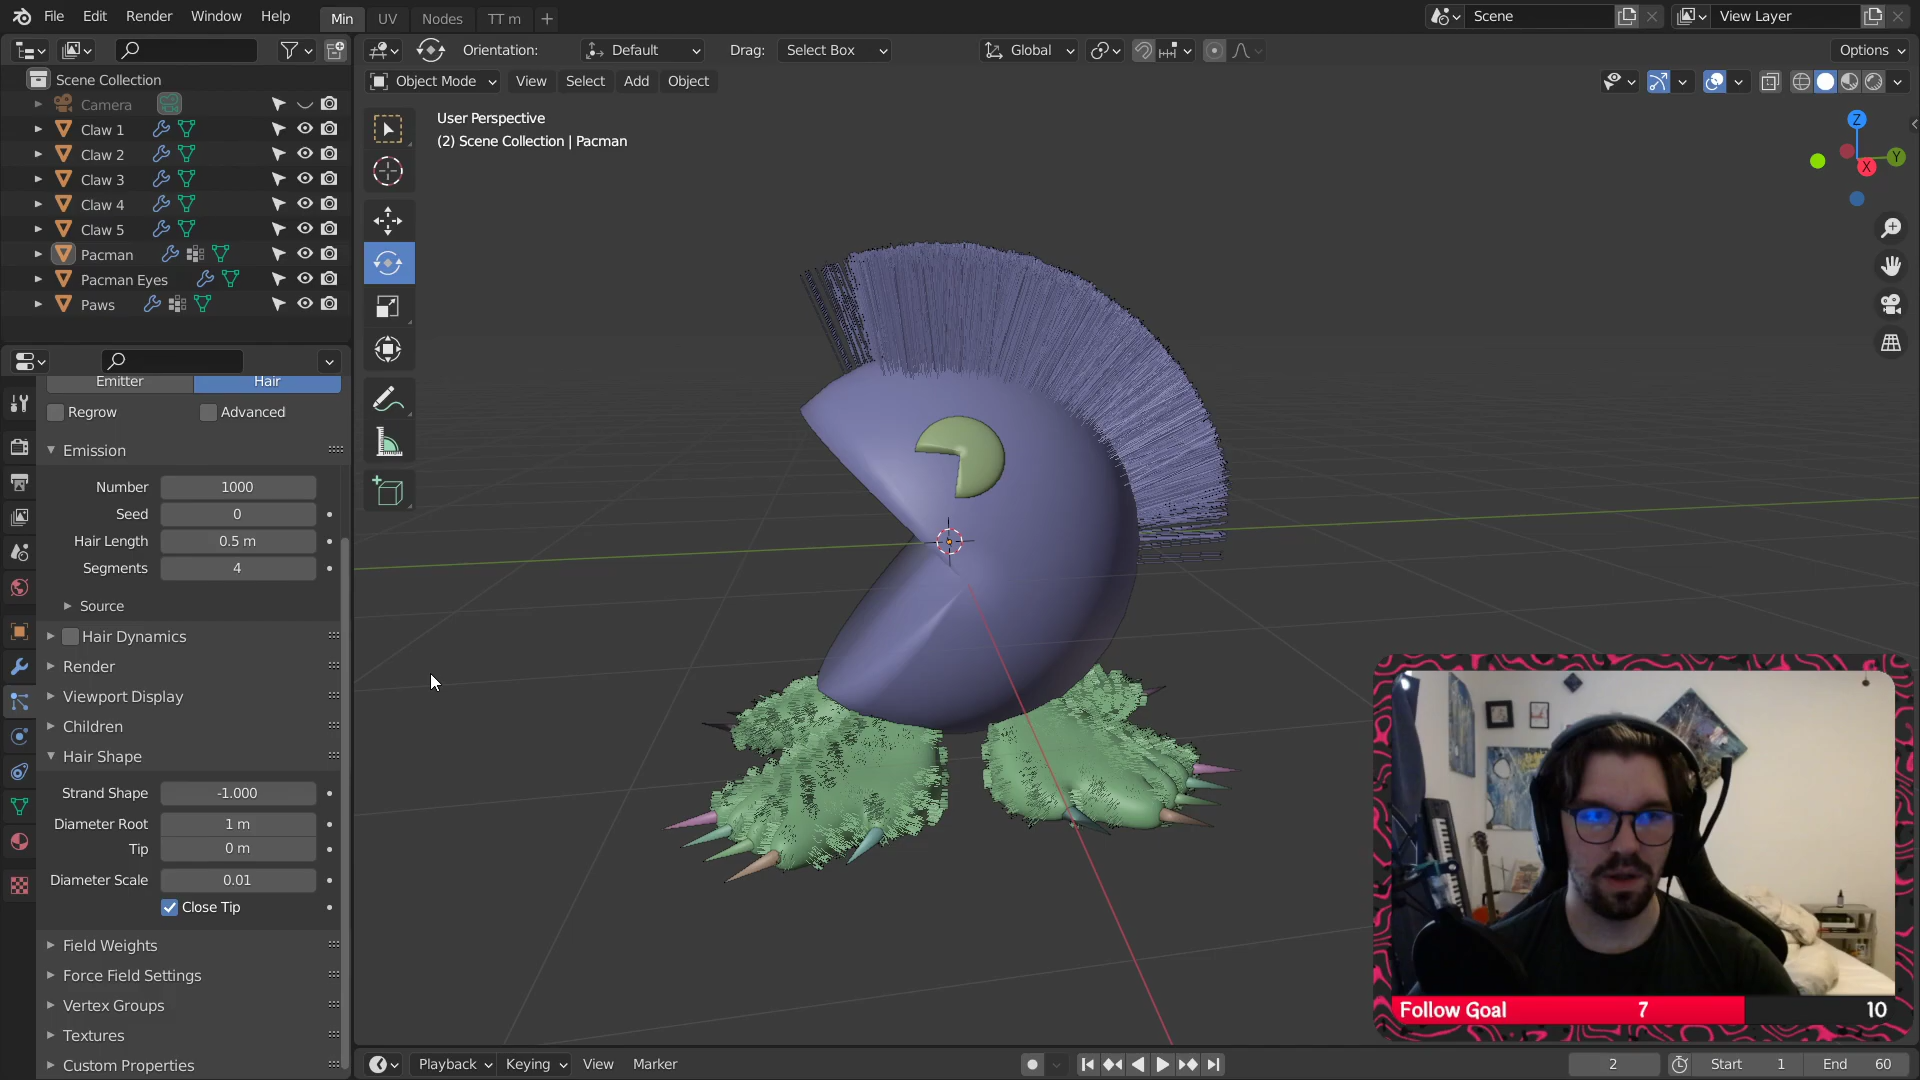 File Edit Render Window Help
Min UV Nodes TT m
Scene
View Layer
Orientation: Default Drag: Select Box Global Options
Object Mode View Select Add Object
Scene Collection
Camera
Claw 1
Claw 2
Claw 3
Claw 4
Claw 5
Pacman
Pacman Eyes
Paws
User Perspective
(2) Scene Collection | Pacman
Z
Y
X
Emitter Hair
Regrow Advanced
Emission
Number 1000
Seed 0
Hair Length 0.5 m
Segments 4
Source
Hair Dynamics
Render
Viewport Display
Children
Hair Shape
Strand Shape -1.000
Diameter Root 1 m
Tip 0 m
Diameter Scale 0.01
Close Tip
Field Weights
Force Field Settings
Vertex Groups
Textures
Custom Properties
Follow Goal 7 10
Playback Keying View Marker
2 Start 1 End 60